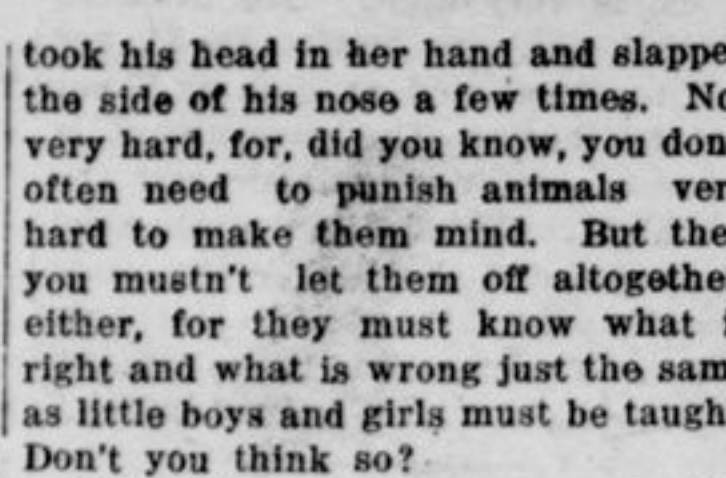 took his head in her hand and slappe
the side of his nose a few times. No
very hard, for, did you know, you don
often need to punish animals ver
hard to make them mind. But the
you mustn't let them off altogethe
either, for they must know what i
right and what is wrong just the sam
as little boys and girls must be taugh
Don't you think so?